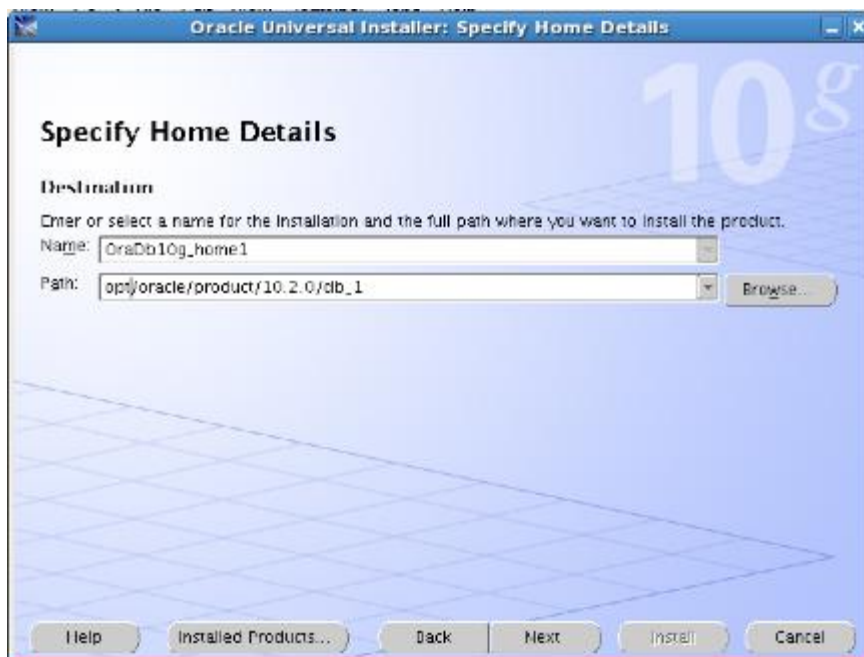 Oracle Universal Installer: Specify Home Details
10g
Specify Home Details
Destination
Enter or select a name for the installation and the full path where you want to install the product.
Name: OraDb10g_home1
Path: opt/oracle/product/10.2.0/db_1 Browse...
Help Installed Products... Back Next Install Cancel